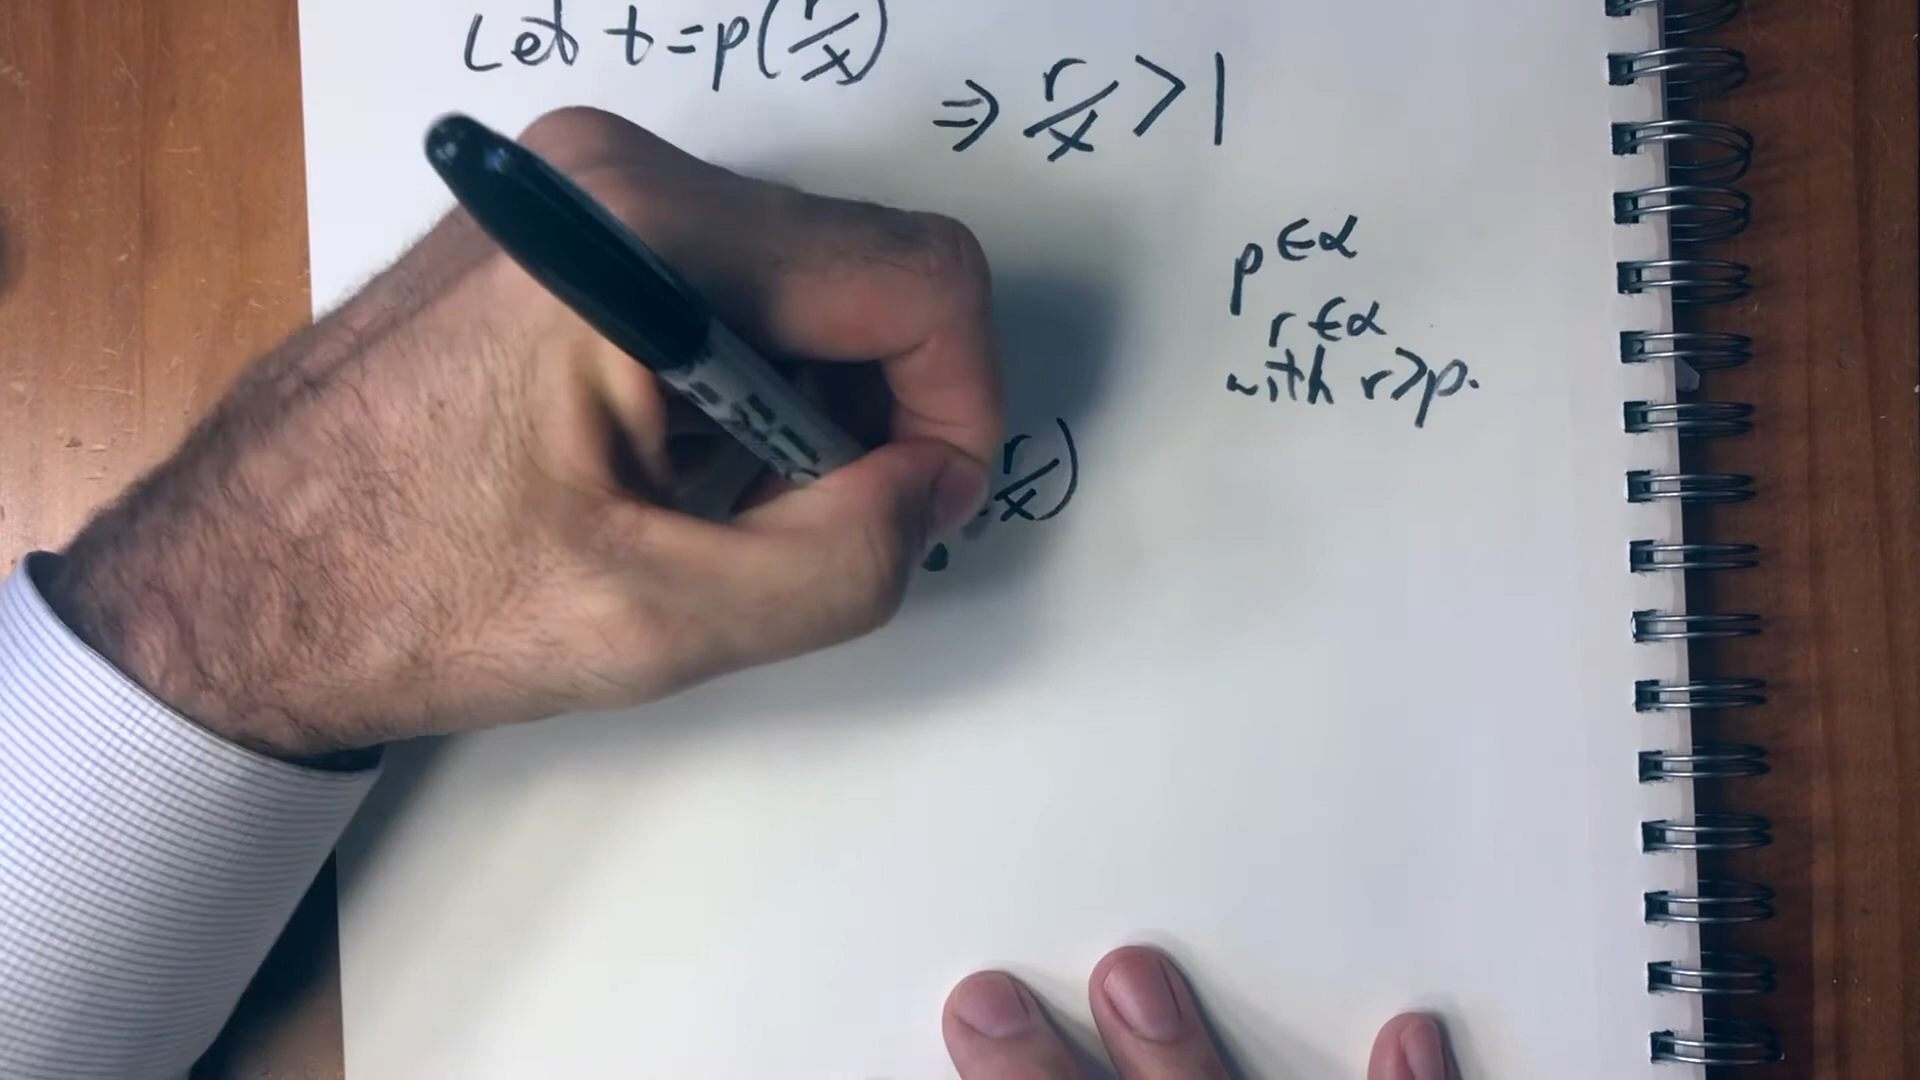 Let t=p(r/x)
⇒ r/x > 1
p∈α
r∈α
with r>p.
r/x)